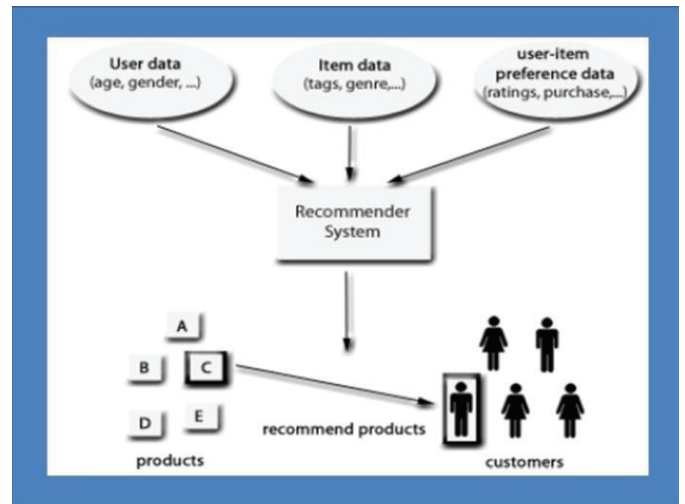 User data
(age, gender, ...)
Item data
(tags, genre,...)
user-item
preference data
(ratings, purchase,...)
Recommender
System
A
B
C
D
E
recommend products
products
customers